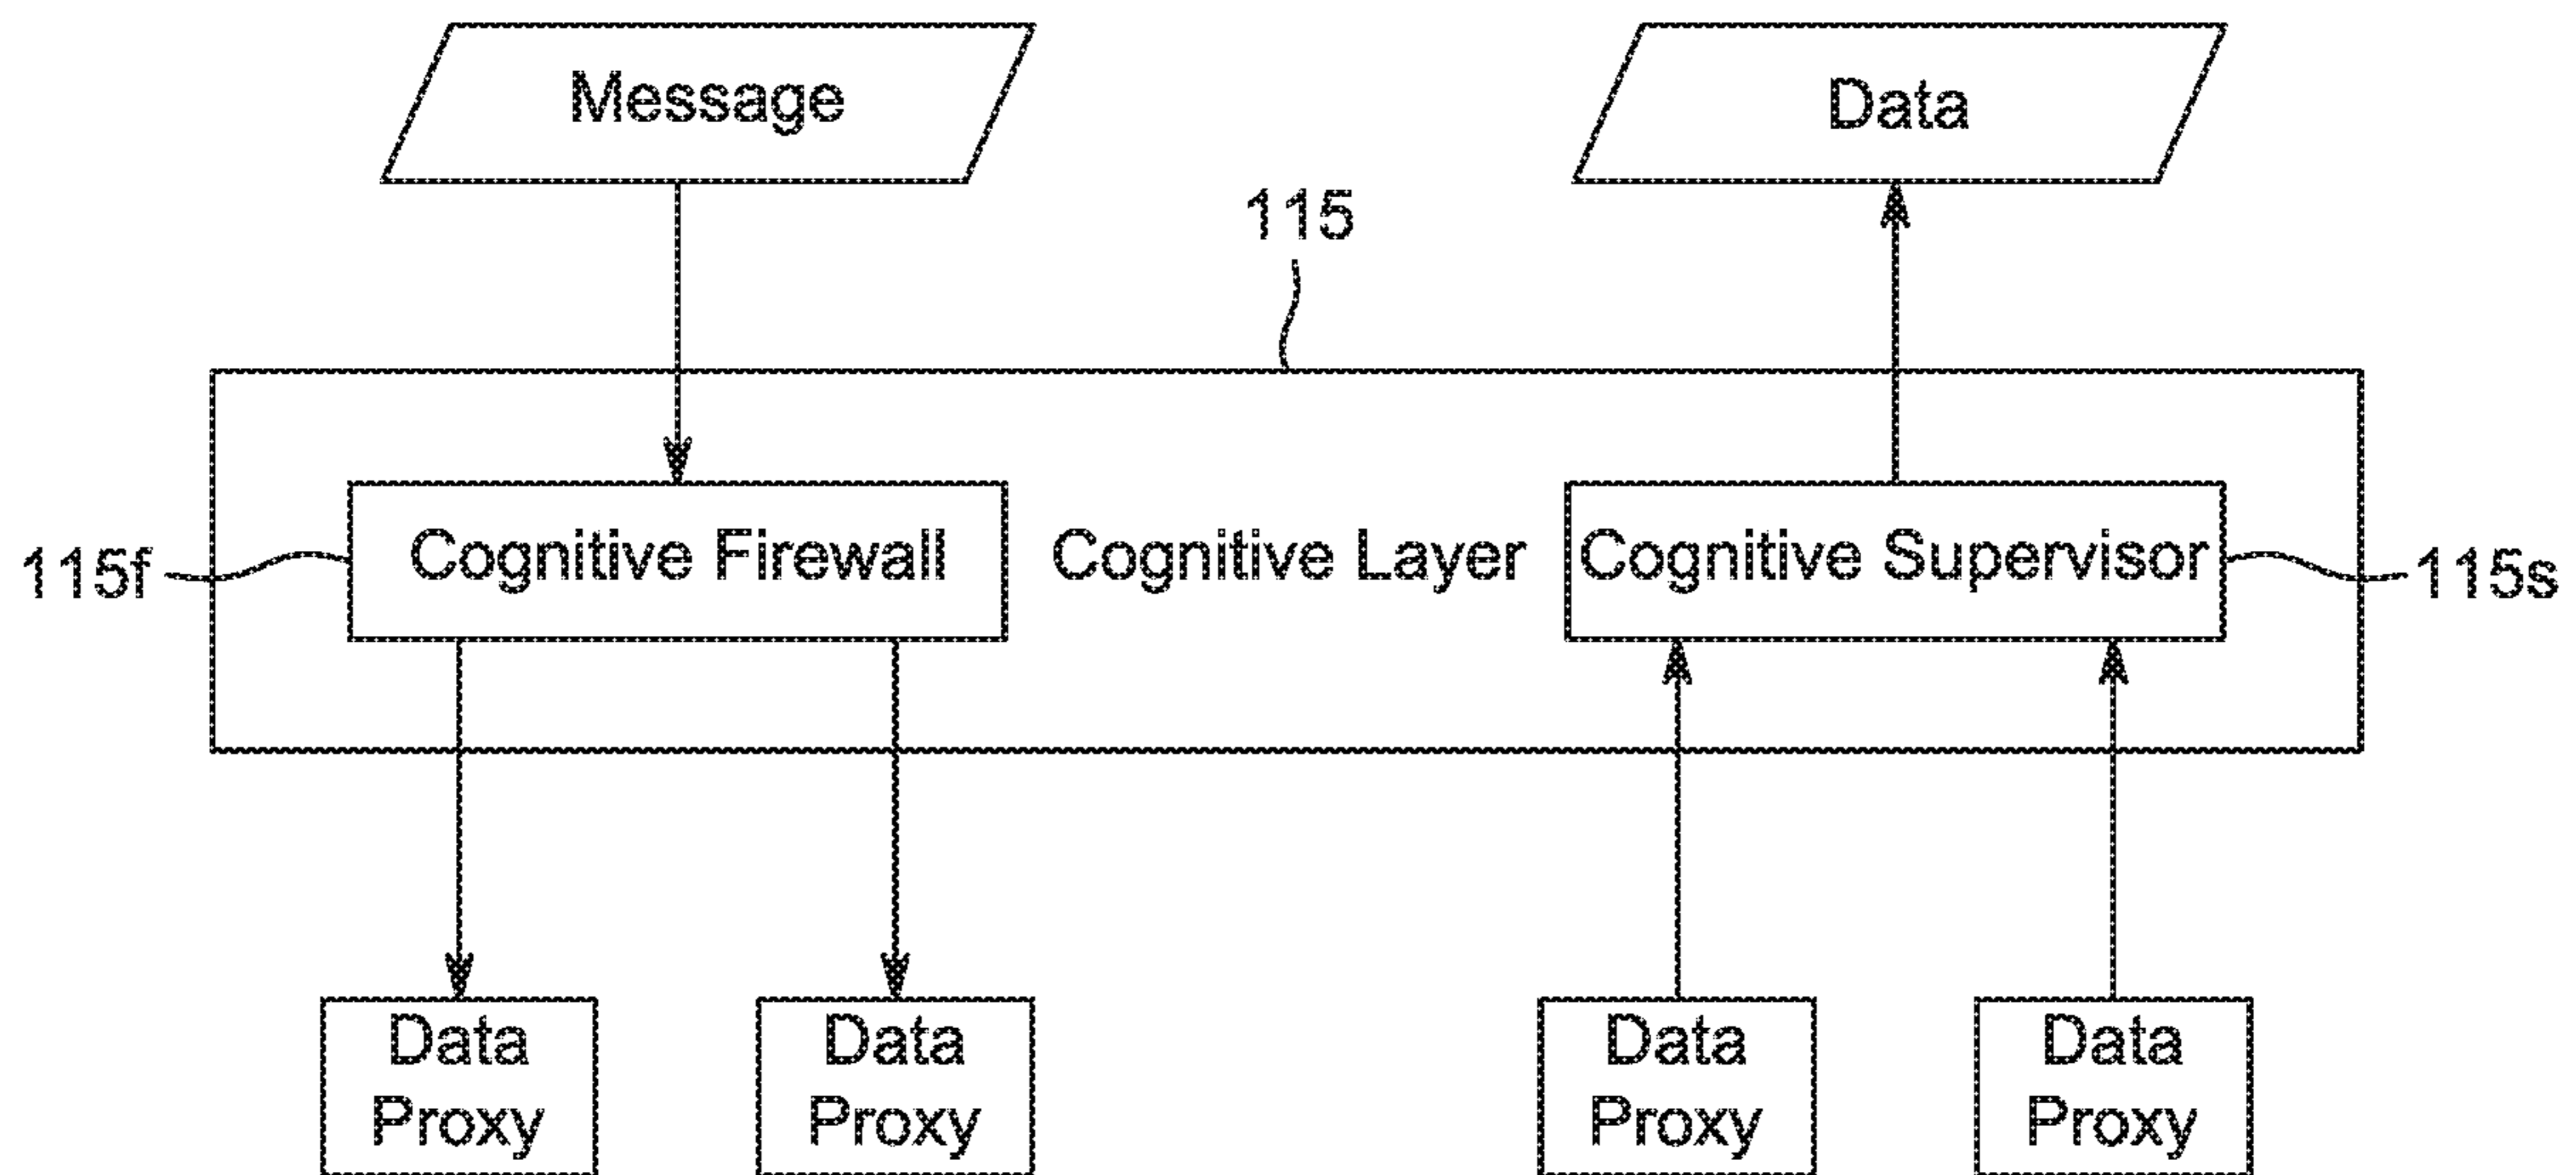 Message
Data
115
115f
Cognitive Firewall
Cognitive Layer
Cognitive Supervisor
115s
Data
Proxy
Data
Proxy
Data
Proxy
Data
Proxy